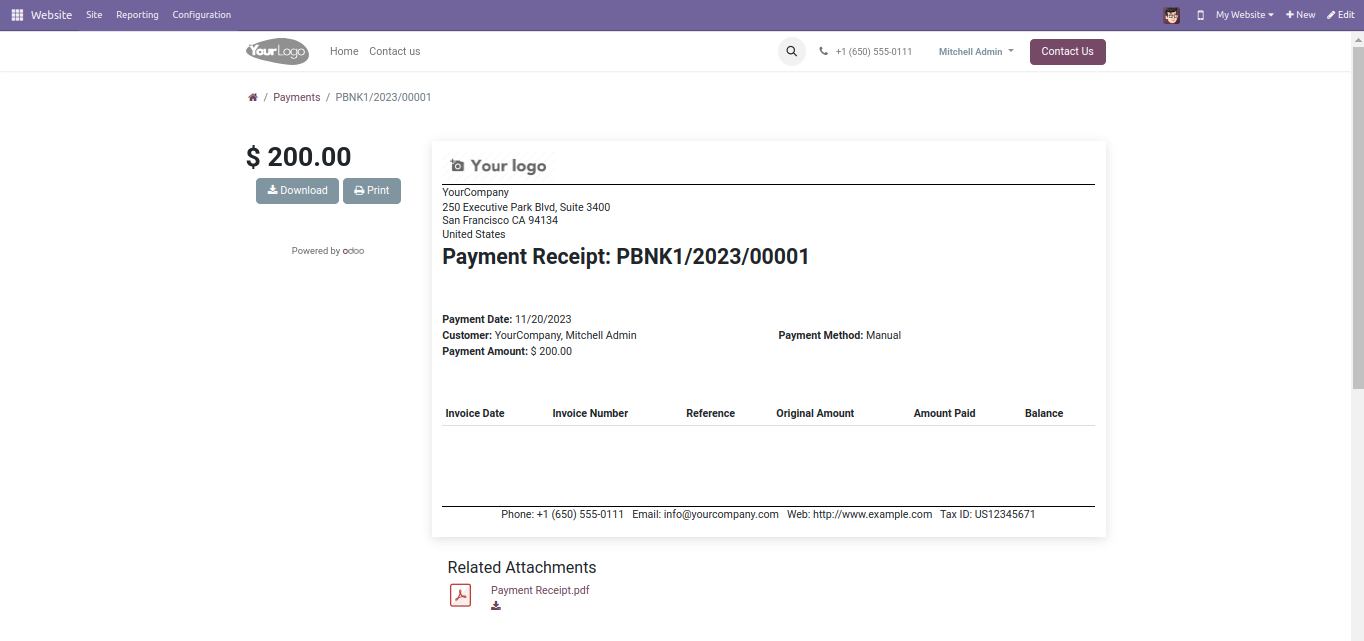 Website Site Reporting Configuration My Website New Edit
YourLogo Home Contact us +1 (650) 555-0111 Mitchell Admin Contact Us
/ Payments / PBNK1/2023/00001
$ 200.00
Download Print
Powered by odoo
Your logo
YourCompany
250 Executive Park Blvd, Suite 3400
San Francisco CA 94134
United States
Payment Receipt: PBNK1/2023/00001
Payment Date: 11/20/2023
Customer: YourCompany, Mitchell Admin Payment Method: Manual
Payment Amount: $ 200.00
Invoice Date Invoice Number Reference Original Amount Amount Paid Balance
Phone: +1 (650) 555-0111 Email: info@yourcompany.com Web: http://www.example.com Tax ID: US12345671
Related Attachments
Payment Receipt.pdf